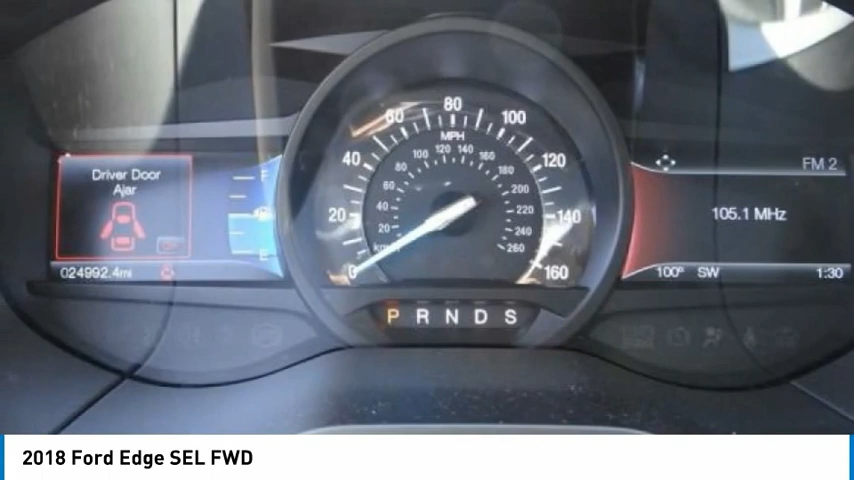 Driver Door
Ajar
OK
024992.4mi
F
E
20
40
60
80
100
120
140
160
MPH
km/h
20
40
60
80
100
120
140
160
180
200
220
240
260
0
P R N D S
FM 2
105.1 MHz
100° SW 1:30
2018 Ford Edge SEL FWD